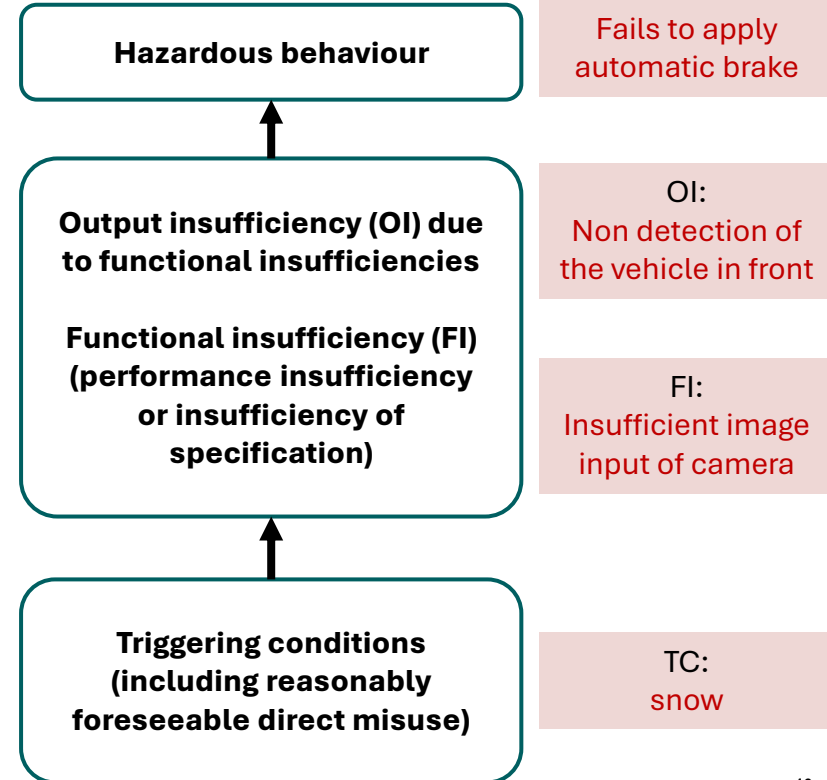 Hazardous behaviour
Fails to apply
automatic brake
Output insufficiency (OI) due
to functional insufficiencies
OI:
Non detection of
the vehicle in front
Functional insufficiency (FI)
(performance insufficiency
or insufficiency of
specification)
FI:
Insufficient image
input of camera
Triggering conditions
(including reasonably
foreseeable direct misuse)
TC:
snow